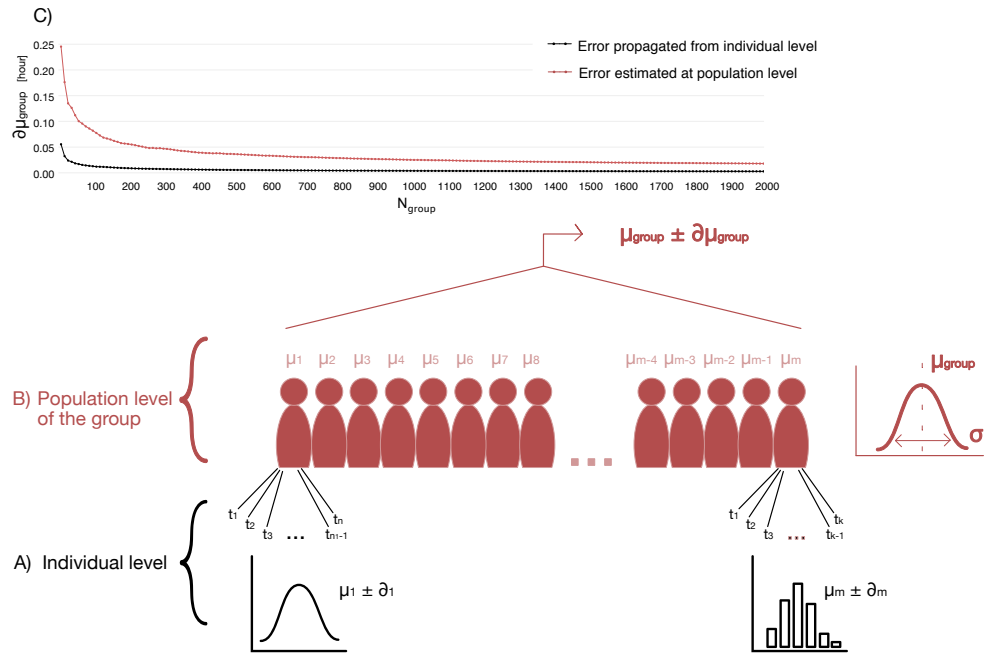 C)
∂μgroup [hour]
0.25
0.20
0.15
0.10
0.05
0.00
Error propagated from individual level
Error estimated at population level
100 200 300 400 500 600 700 800 900 1000 1100 1200 1300 1400 1500 1600 1700 1800 1900 2000
Ngroup
μgroup ± ∂μgroup
μ1 μ2 μ3 μ4 μ5 μ6 μ7 μ8 μm-4 μm-3 μm-2 μm-1 μm
μgroup
σ
B) Population level
of the group
t1 t2 t3 ... tn1-1 tn
t1 t2 t3 ... tk-1 tk
A) Individual level
μ1 ± ∂1
μm ± ∂m